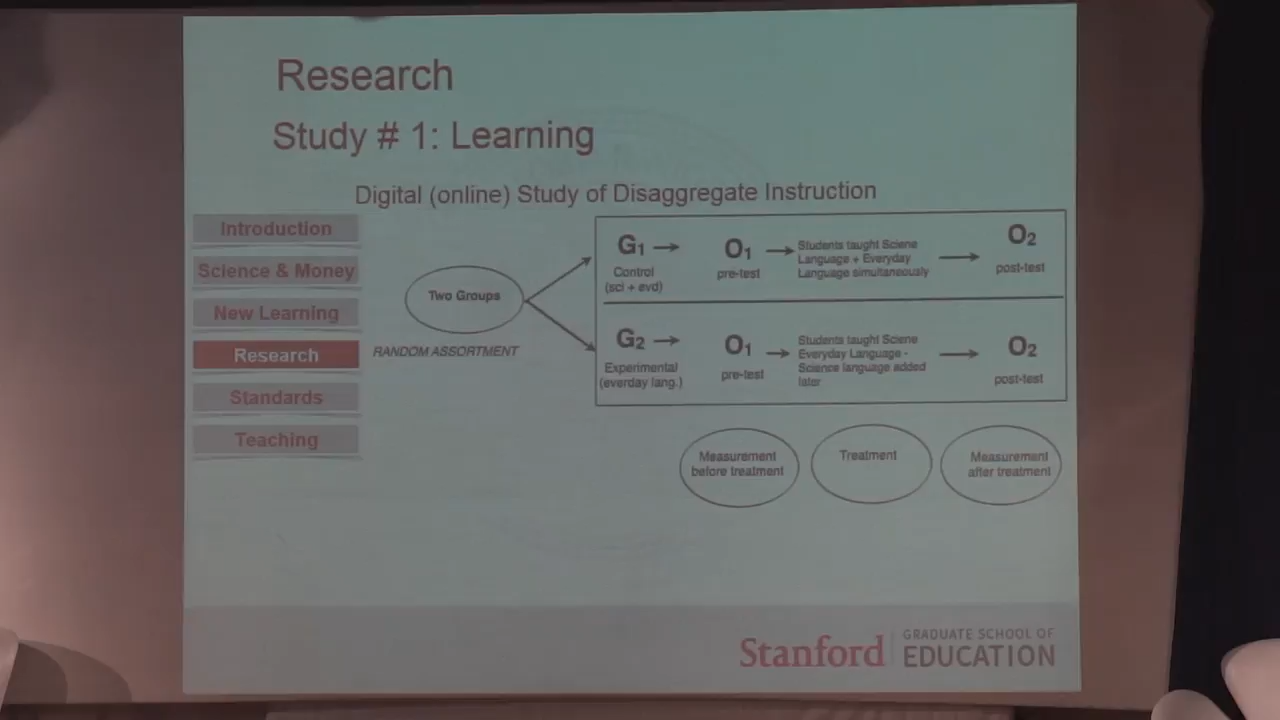 Research
Study # 1: Learning
Digital (online) Study of Disaggregate Instruction
Introduction
Science & Money
New Learning
Research
Standards
Teaching
Two Groups
RANDOM ASSORTMENT
G1
Control
(sci + evd)
O1
pre-test
Students taught Sciene
Language + Everyday
Language simultaneously
O2
post-test
G2
Experimental
(everday lang.)
O1
pre-test
Students taught Sciene
Everyday Language -
Science language added
later
O2
post-test
Measurement
before treatment
Treatment
Measurement
after treatment
Stanford
GRADUATE SCHOOL OF
EDUCATION